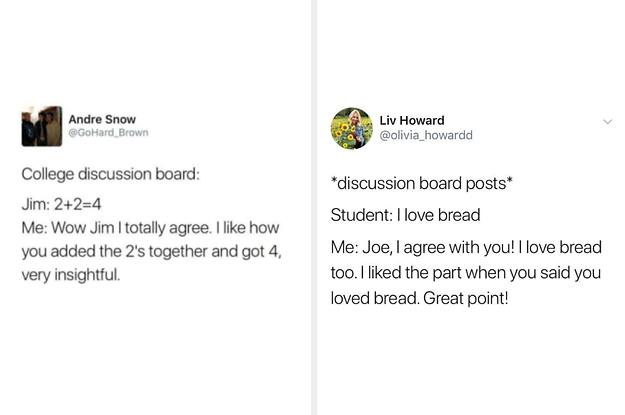 Andre Snow
@GoHard_Brown
College discussion board:
Jim: 2+2=4
Me: Wow Jim I totally agree. I like how
you added the 2's together and got 4,
very insightful.
Liv Howard
@olivia_howardd
*discussion board posts*
Student: I love bread
Me: Joe, I agree with you! I love bread
too. I liked the part when you said you
loved bread. Great point!